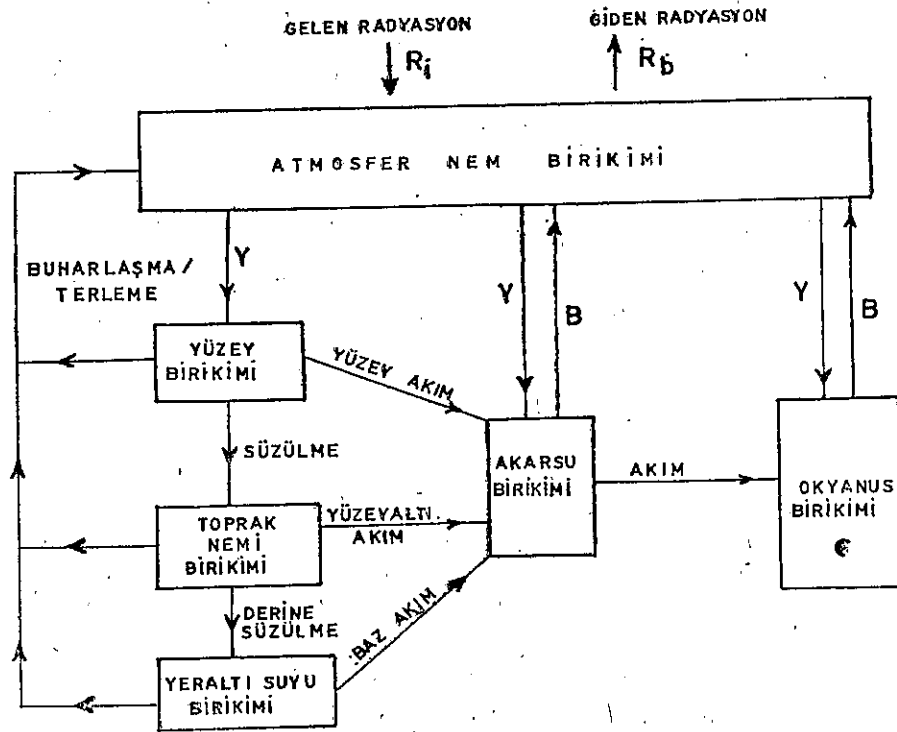 GELEN RADYASYON
GİDEN RADYASYON
Ri
Rb
ATMOSFER NEM BİRİKİMİ
BUHARLAŞMA/
TERLEME
Y
Y
B
Y
B
YÜZEY
BİRİKİMİ
YÜZEY AKIM
SÜZÜLME
AKARSU
BİRİKİMİ
AKIM
OKYANUS
BİRİKİMİ
TOPRAK
NEMİ
BİRİKİMİ
YÜZEYALTI
AKIM
DERİNE
SÜZÜLME
BAZ AKIM
YERALTI SUYU
BİRİKİMİ